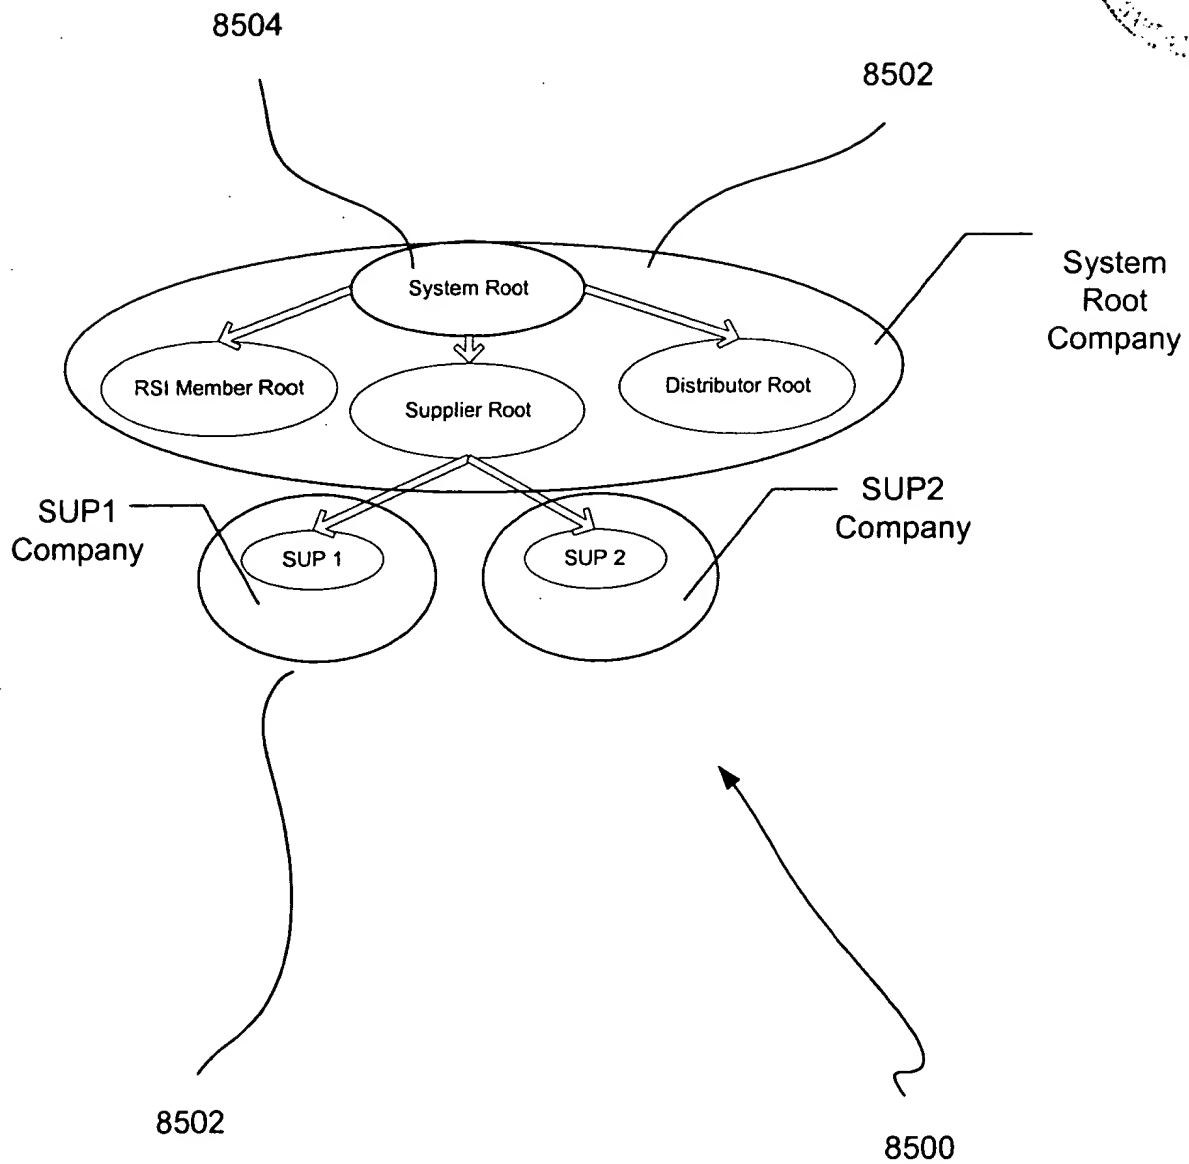 8504
8502
System Root
System
Root
Company
RSI Member Root
Supplier Root
Distributor Root
SUP1
Company
SUP2
Company
SUP 1
SUP 2
8502
8500